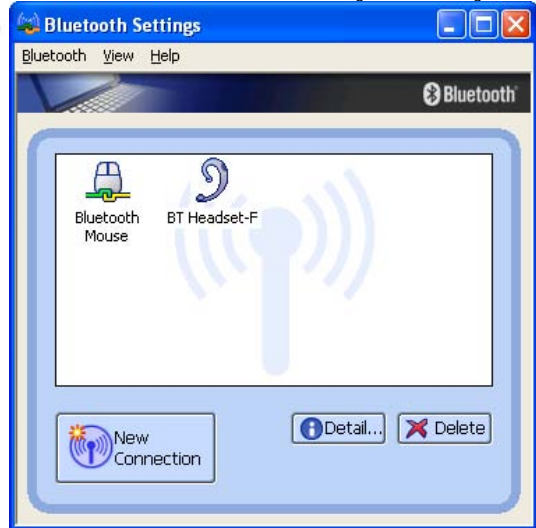 Bluetooth Settings
Bluetooth View Help
Bluetooth
Bluetooth
Mouse
BT Headset-F
New
Connection
Detail...
Delete